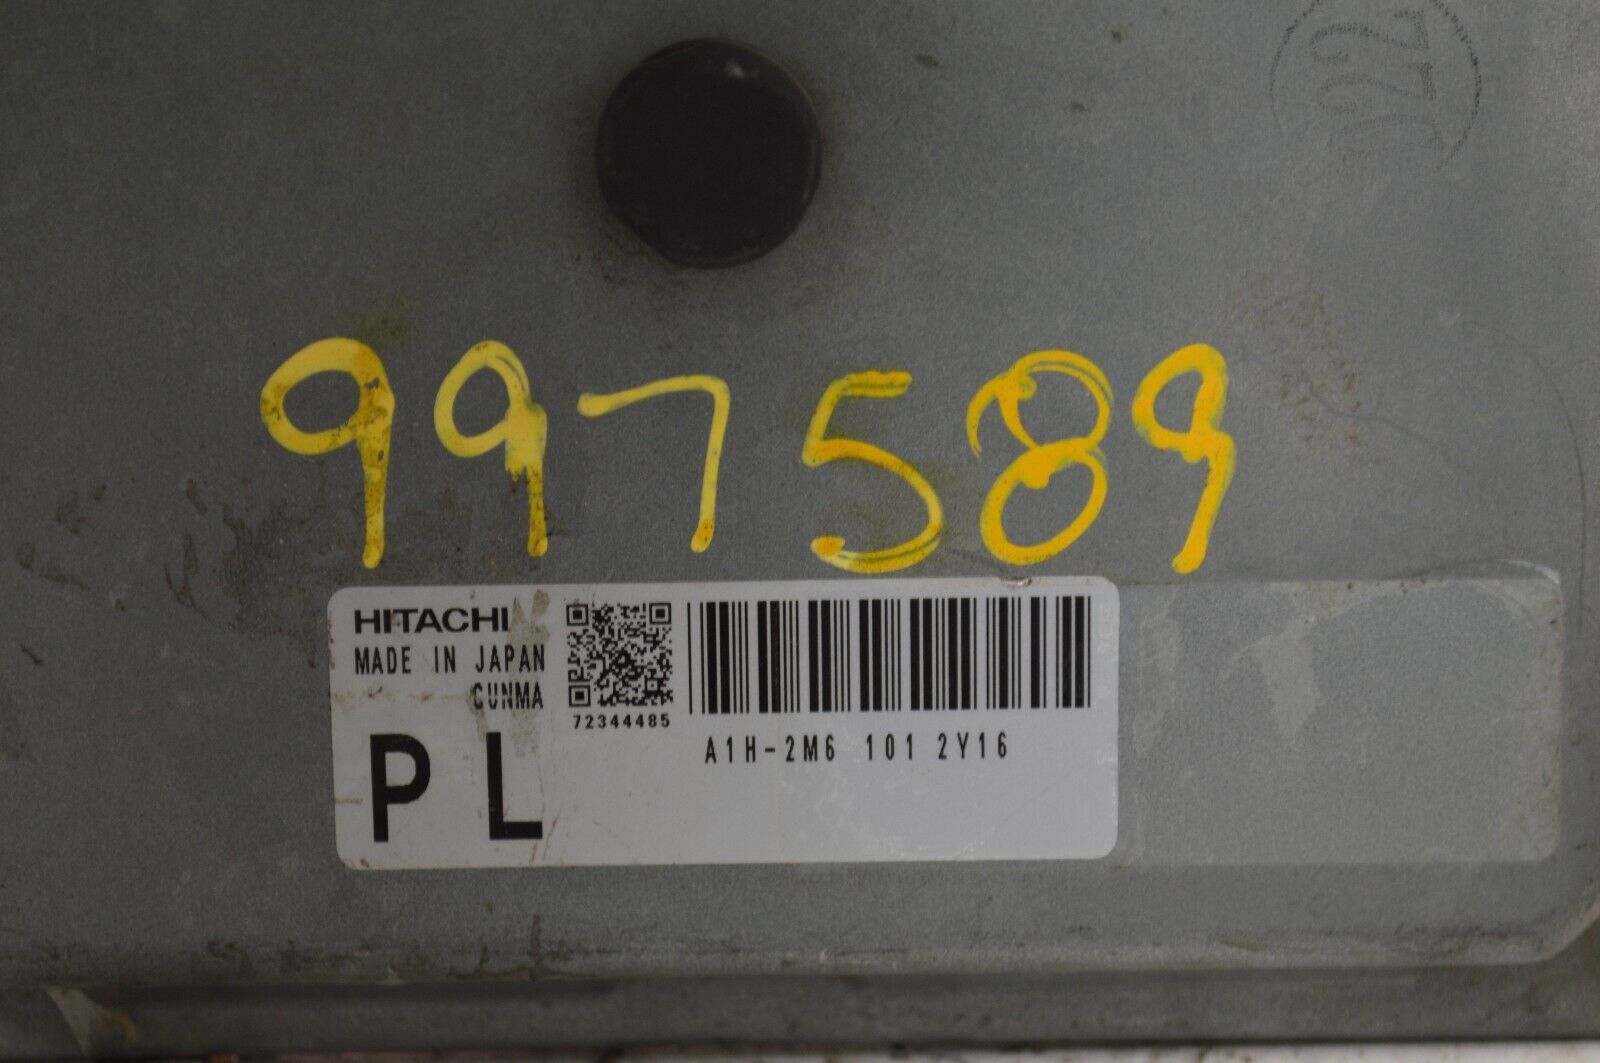 997589
HITACHI
MADE IN JAPAN
GUNMA
72344485
A1H-2M6 101 2Y16
PL